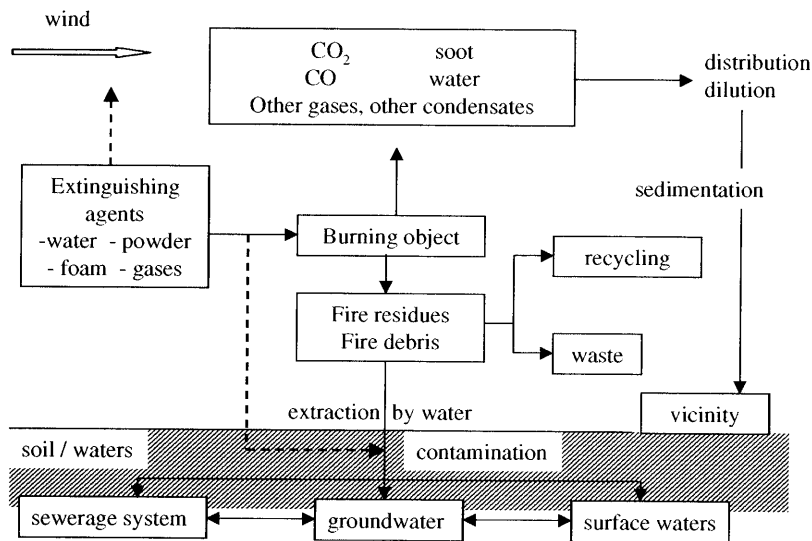 wind
CO₂ soot
CO water
Other gases, other condensates
distribution
dilution
Extinguishing
agents
-water - powder
- foam - gases
sedimentation
Burning object
recycling
Fire residues
Fire debris
waste
extraction by water
vicinity
soil / waters
contamination
sewerage system
groundwater
surface waters